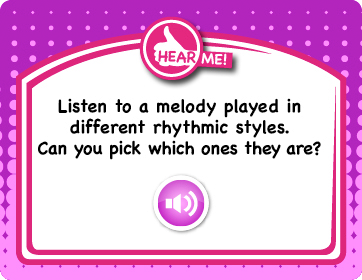 HEAR ME!
Listen to a melody played in
different rhythmic styles.
Can you pick which ones they are?